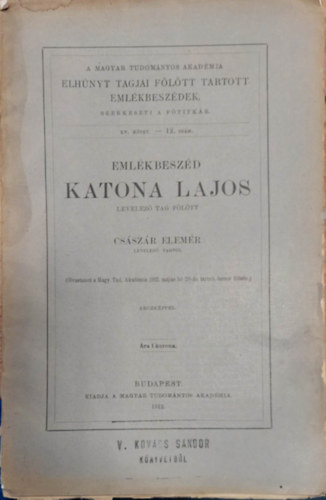 A MAGYAR TUDOMÁNYOS AKADÉMIA
ELHUNYT TAGJAI FÖLÖTT TARTOTT
EMLÉKBESZÉDEK.
SZERKESZTI A FŐTITKÁR.
XV. KÖTET. — 12. SZÁM.
EMLÉKBESZÉD
KATONA LAJOS
LEVELEZŐ TAG FÖLÖTT
CSÁSZÁR ELEMÉR
LEVELEZŐ TAGTÓL
Ára 1 korona.
BUDAPEST
KIADJA A MAGYAR TUDOMÁNYOS AKADÉMIA
1912.
V. KOVÁCS SÁNDOR
KÖNYVEIBŐL